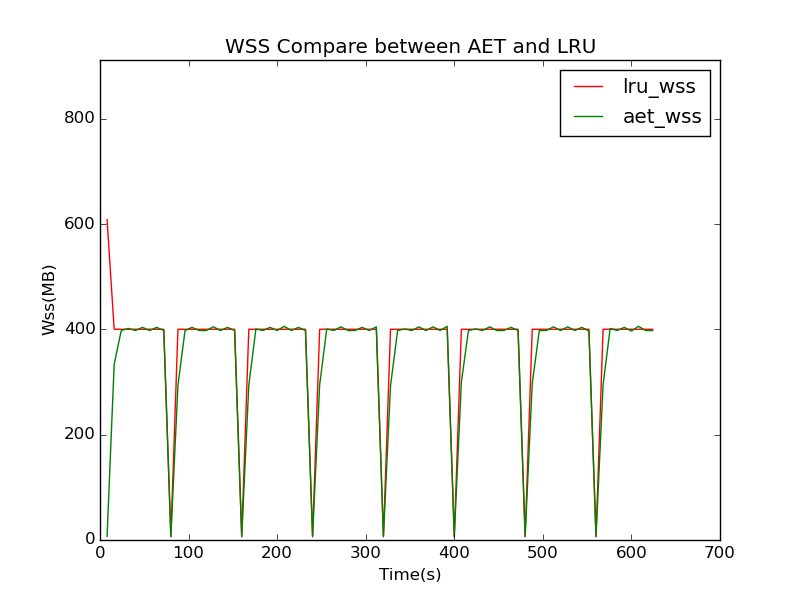 WSS Compare between AET and LRU
lru_wss
aet_wss
800
600
400
200
0
Wss(MB)
0 100 200 300 400 500 600 700
Time(s)